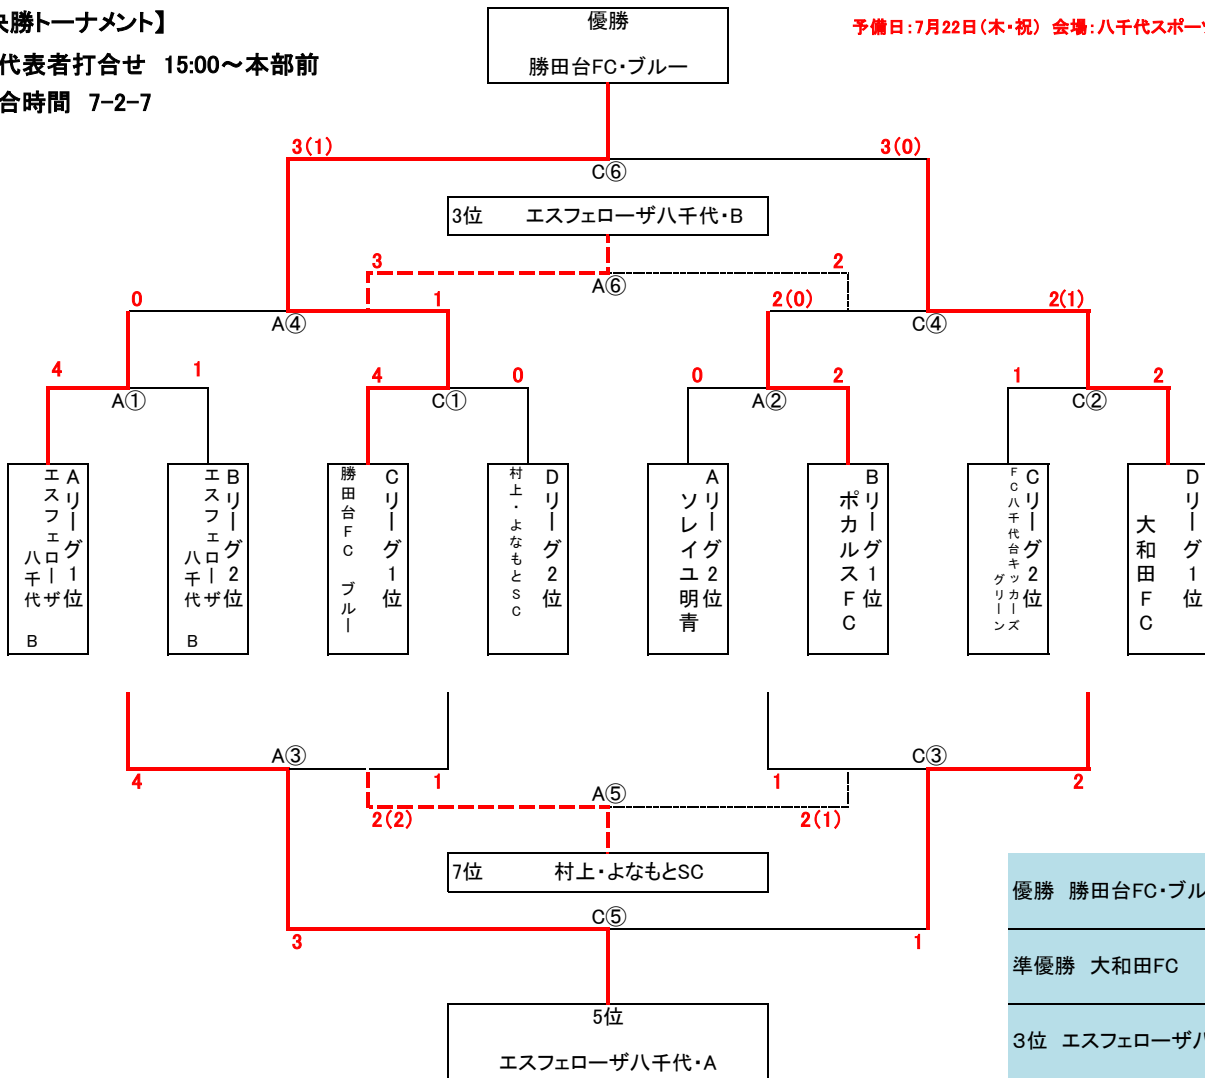 決勝トーナメント】
優勝
勝田台FC・ブルー
予備日：7月22日（木・祝） 会場：八千代スポーツ
代表者打合せ 15:00～本部前
合時間 7-2-7
3(1)
3(0)
C⑥
3位 エスフェローザ八千代・B
3
2
A⑥
0
1
2(0)
2(1)
A④
C④
4
1
4
0
0
2
1
2
A①
C①
A②
C②
Aリーグ1位
エスフェローザ
八千代 B
Bリーグ2位
エスフェローザ
八千代 B
Cリーグ1位
勝田台FC ブルー
Dリーグ2位
村上・よなもとSC
Aリーグ2位
ソレイユ明青
Bリーグ1位
ポカルスFC
Cリーグ2位
FC八千代台キッカーズ
グリーン
Dリーグ1位
大和田FC
A③
C③
4
1
1
2
A⑤
2(2)
2(1)
7位 村上・よなもとSC
C⑤
3
1
5位
エスフェローザ八千代・A
優勝 勝田台FC・ブル
準優勝 大和田FC
3位 エスフェローザ